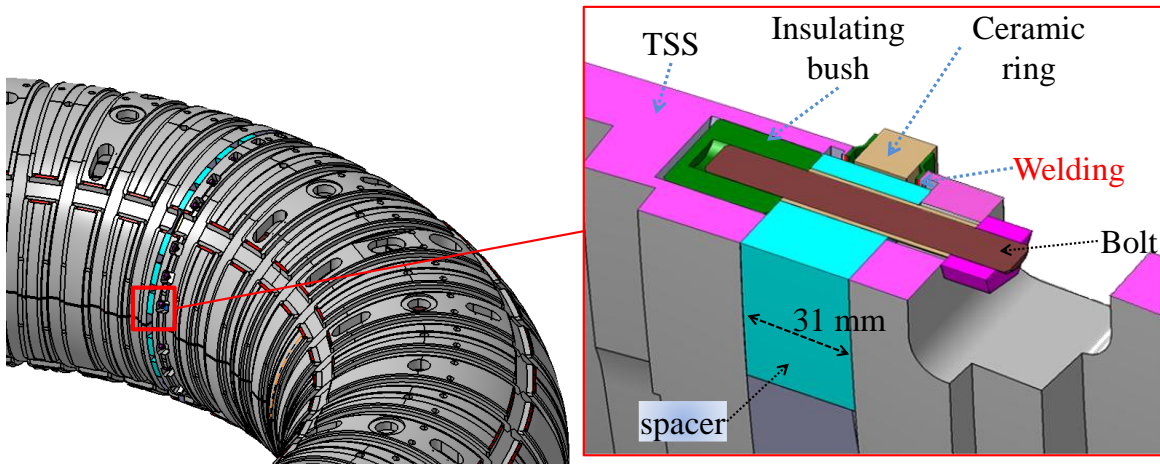 TSS
Insulating
bush
Ceramic
ring
Welding
Bolt
31 mm
spacer